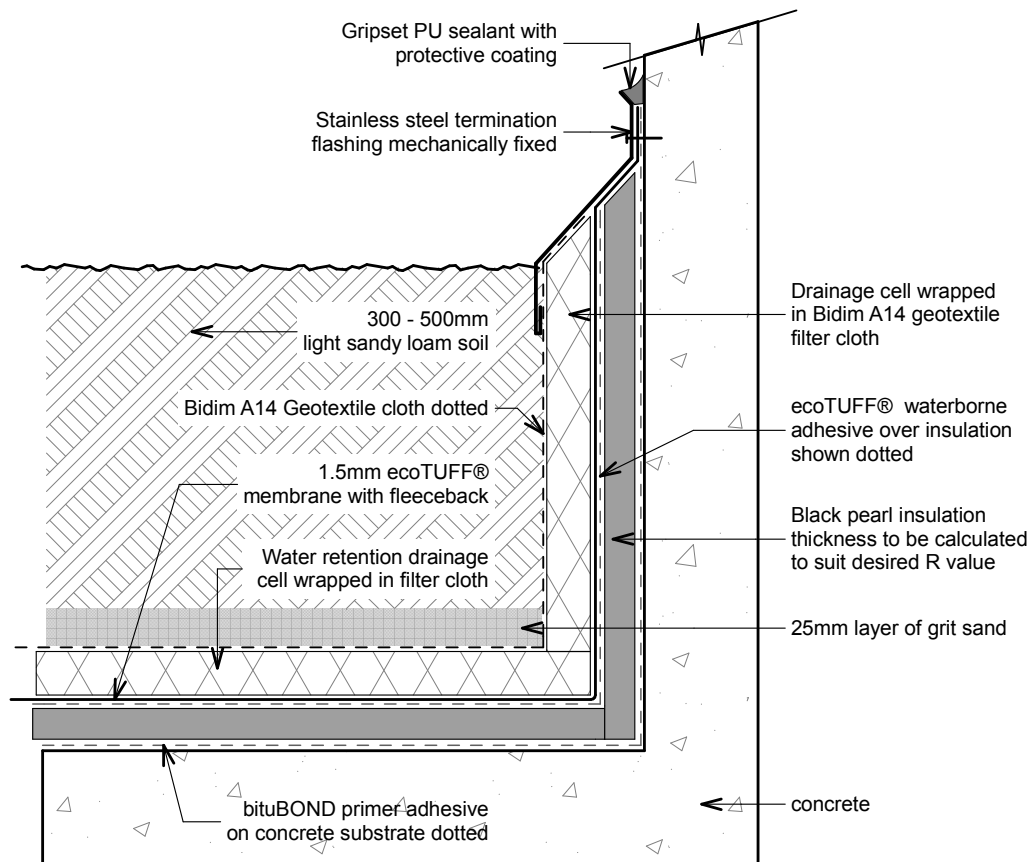 Gripset PU sealant with
protective coating
Stainless steel termination
flashing mechanically fixed
300 - 500mm
light sandy loam soil
Drainage cell wrapped
in Bidim A14 geotextile
filter cloth
Bidim A14 Geotextile cloth dotted
ecoTUFF® waterborne
adhesive over insulation
shown dotted
1.5mm ecoTUFF®
membrane with fleeceback
Black pearl insulation
thickness to be calculated
to suit desired R value
Water retention drainage
cell wrapped in filter cloth
25mm layer of grit sand
bituBOND primer adhesive
on concrete substrate dotted
concrete